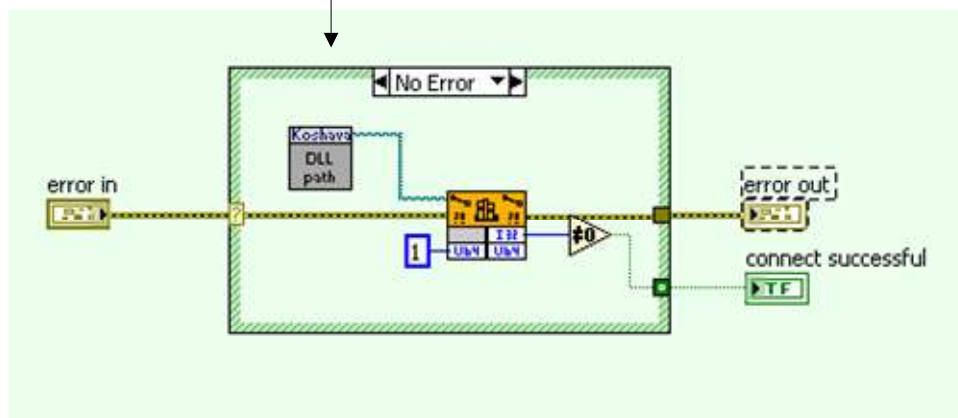 No Error
Koshava
DLL
path
error in
error out
?
≠0
1
I32
U64 U64
connect successful
TF